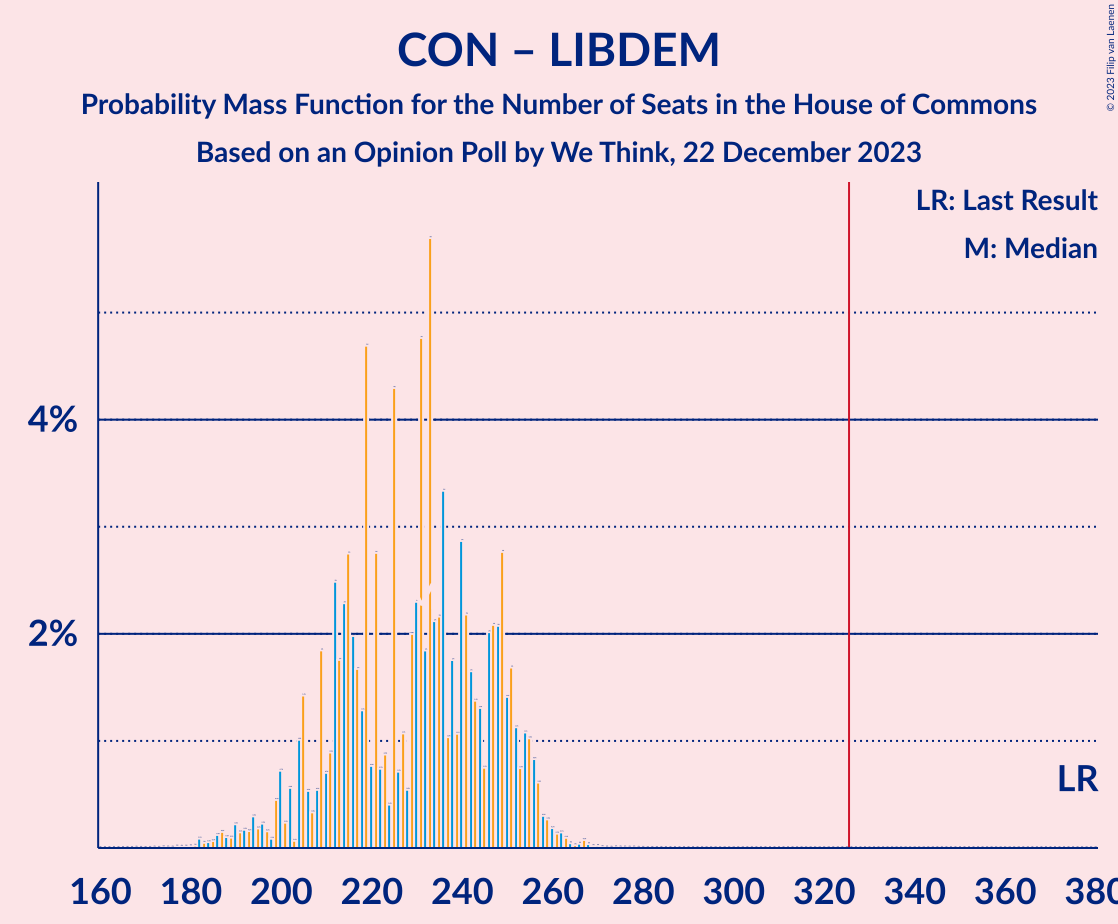 CON – LIBDEM
Probability Mass Function for the Number of Seats in the House of Commons
Based on an Opinion Poll by We Think, 22 December 2023
© 2023 Filip van Laenen
LR: Last Result
M: Median
4%
2%
LR
160 180 200 220 240 260 280 300 320 340 360 380